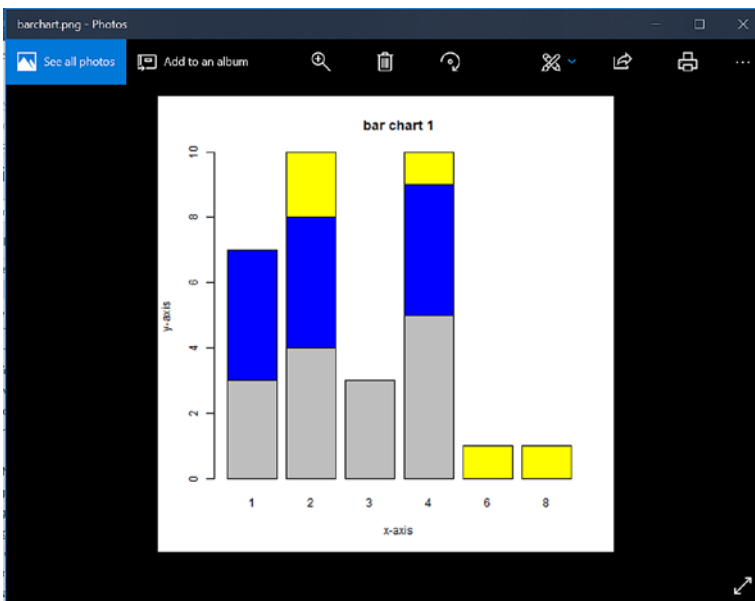 barchart.png - Photos
See all photos
Add to an album
bar chart 1
10
8
6
4
2
0
y-axis
1 2 3 4 6 8
x-axis